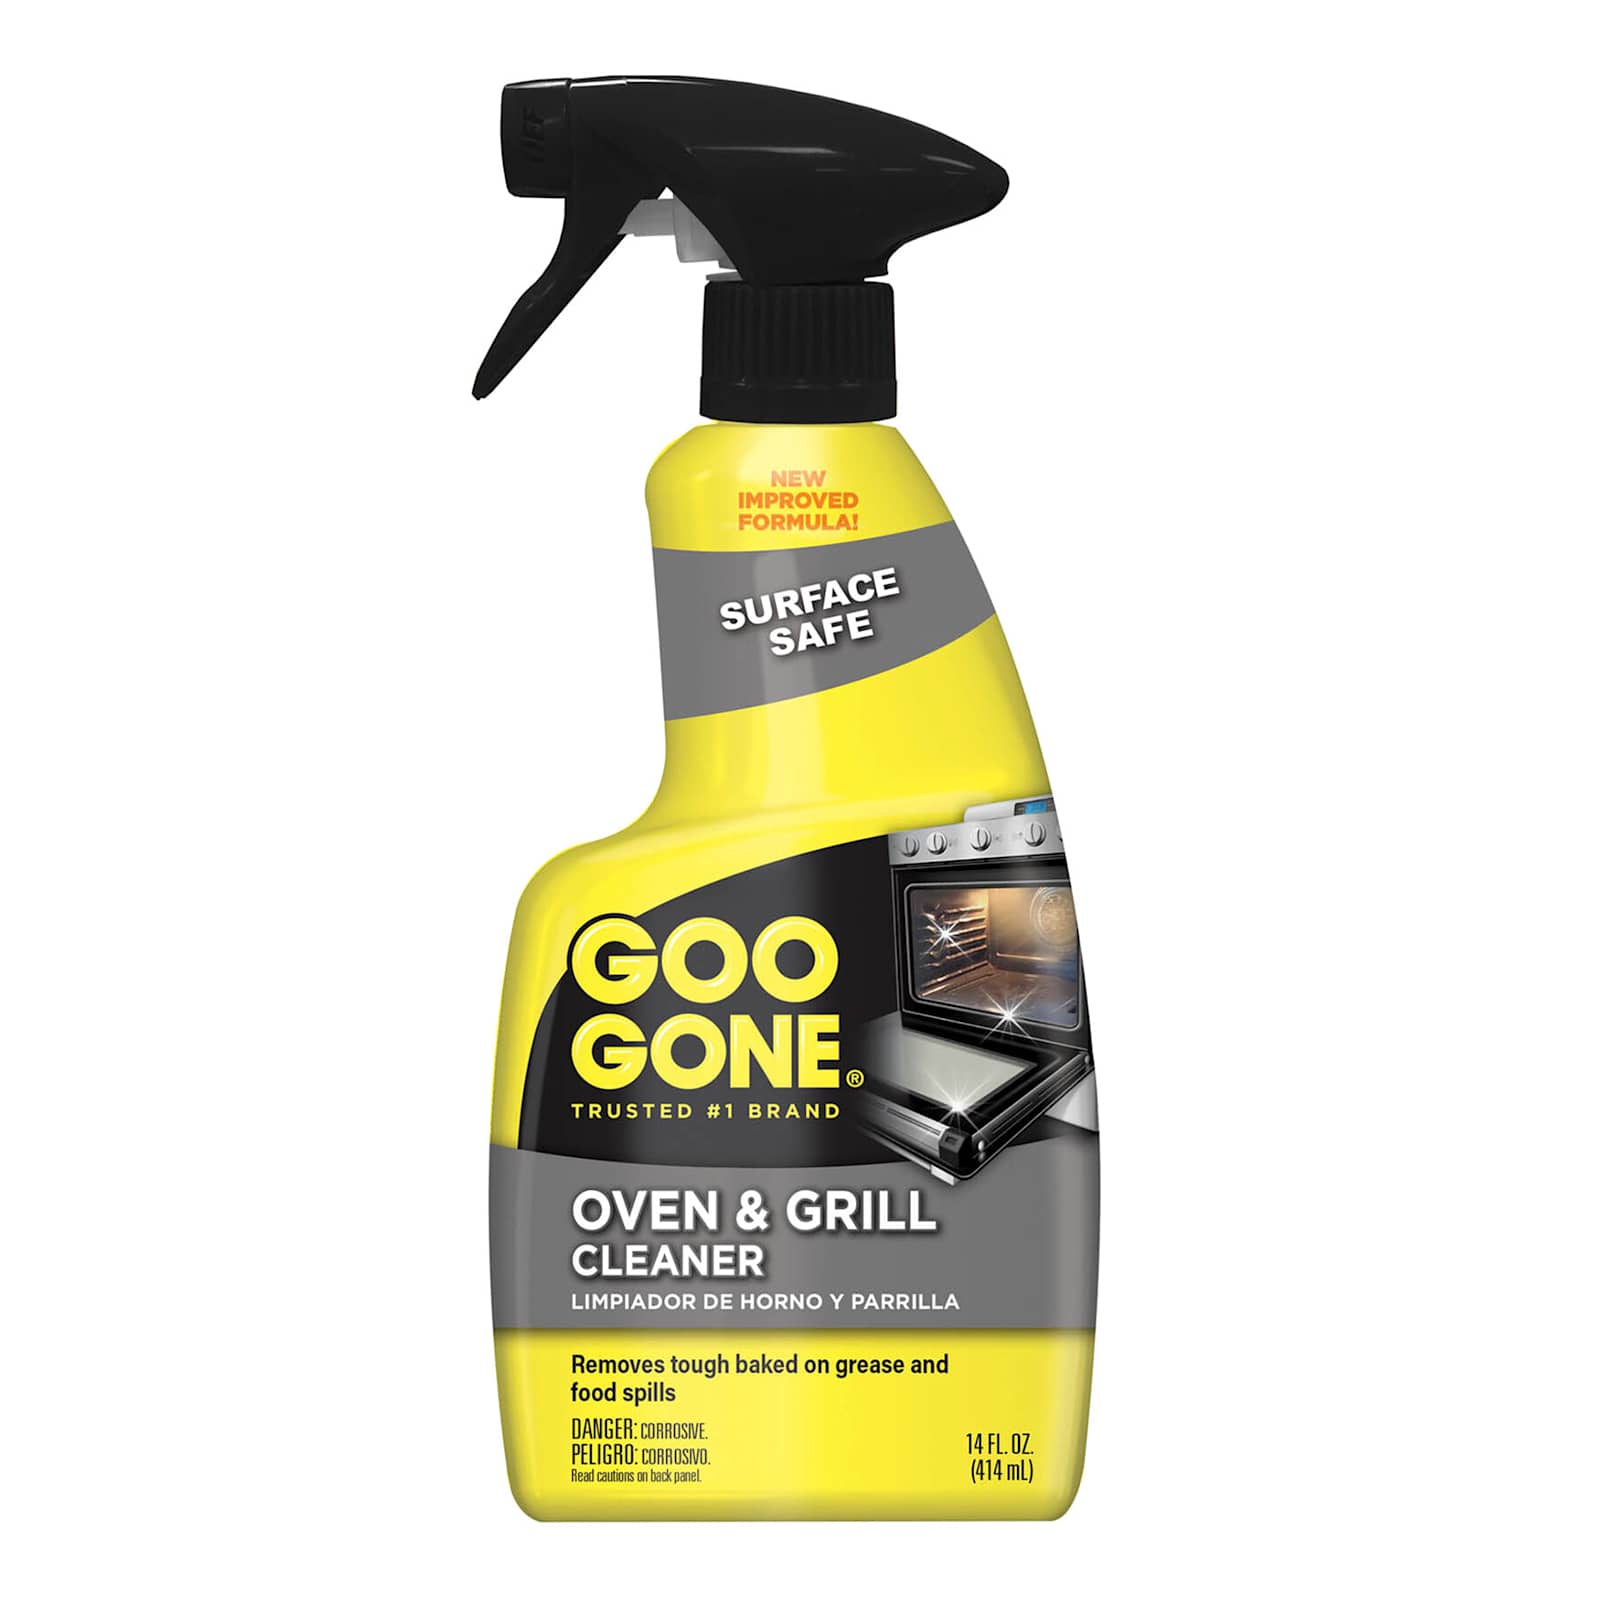 OFF
NEW
IMPROVED
FORMULA!
SURFACE
SAFE
GOO
GONE®
TRUSTED #1 BRAND
OVEN & GRILL
CLEANER
LIMPIADOR DE HORNO Y PARRILLA
Removes tough baked on grease and
food spills
DANGER: CORROSIVE.
PELIGRO: CORROSIVO.
Read cautions on back panel.
14 FL. OZ.
(414 mL)